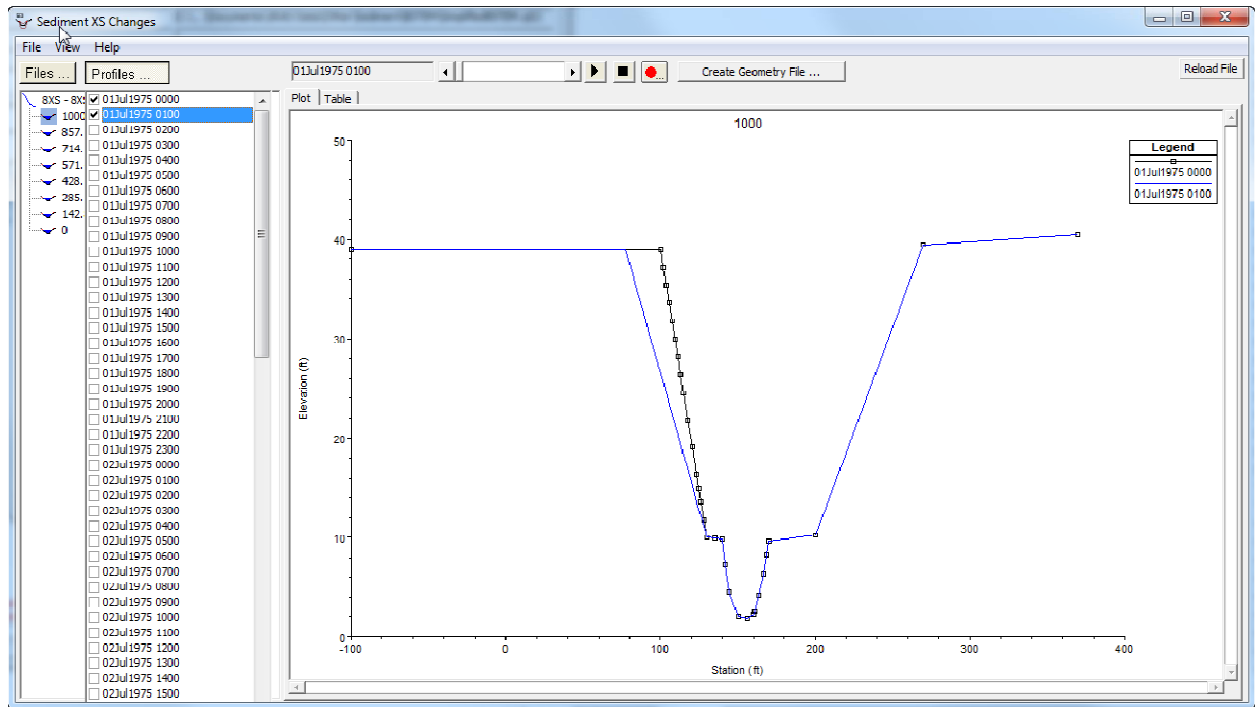 Sediment XS Changes
File View Help
Files ... Profiles ... 01Jul1975 0100 Create Geometry File ... Reload File
8XS - 8XS
1000
857.
714.
571.
428.
285.
142.
0
01Jul1975 0000
01Jul1975 0100
01Jul1975 0200
01Jul1975 0300
01Jul1975 0400
01Jul1975 0500
01Jul1975 0600
01Jul1975 0700
01Jul1975 0800
01Jul1975 0900
01Jul1975 1000
01Jul1975 1100
01Jul1975 1200
01Jul1975 1300
01Jul1975 1400
01Jul1975 1500
01Jul1975 1600
01Jul1975 1700
01Jul1975 1800
01Jul1975 1900
01Jul1975 2000
01Jul1975 2100
01Jul1975 2200
01Jul1975 2300
02Jul1975 0000
02Jul1975 0100
02Jul1975 0200
02Jul1975 0300
02Jul1975 0400
02Jul1975 0500
02Jul1975 0600
02Jul1975 0700
02Jul1975 0800
02Jul1975 0900
02Jul1975 1000
02Jul1975 1100
02Jul1975 1200
02Jul1975 1300
02Jul1975 1400
02Jul1975 1500
Plot Table
1000
Legend
01Jul1975 0000
01Jul1975 0100
50
40
30
20
10
0
Elevation (ft)
-100 0 100 200 300 400
Station (ft)